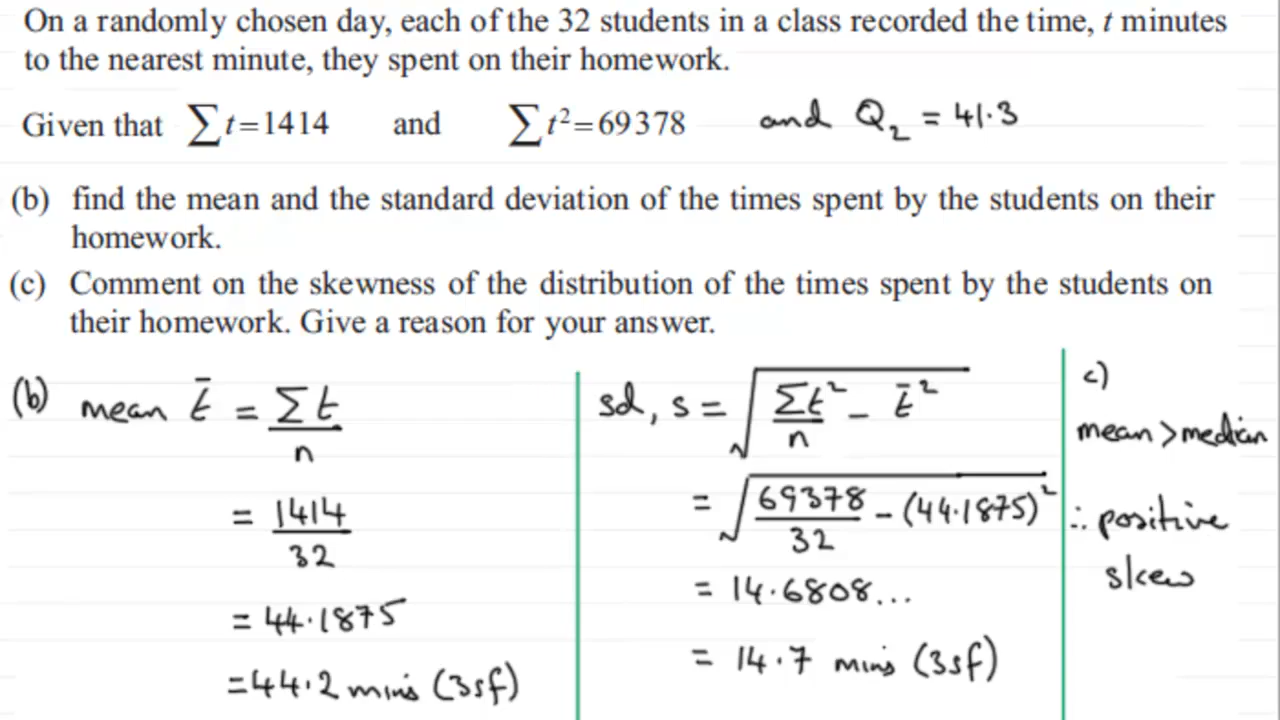 On a randomly chosen day, each of the 32 students in a class recorded the time, t minutes
to the nearest minute, they spent on their homework.
Given that ∑t=1414 and ∑t²=69378 and Q₂ = 41.3
(b) find the mean and the standard deviation of the times spent by the students on their
homework.
(c) Comment on the skewness of the distribution of the times spent by the students on
their homework. Give a reason for your answer.
(b) mean t̄ = Σt/n
= 1414/32
= 44.1875
=44.2 mins (3sf)
sd, s = √(Σt²/n − t̄²)
= √(69378/32 − (44.1875)²)
= 14.6808...
= 14.7 mins (3sf)
c)
mean > median
∴ positive
skew